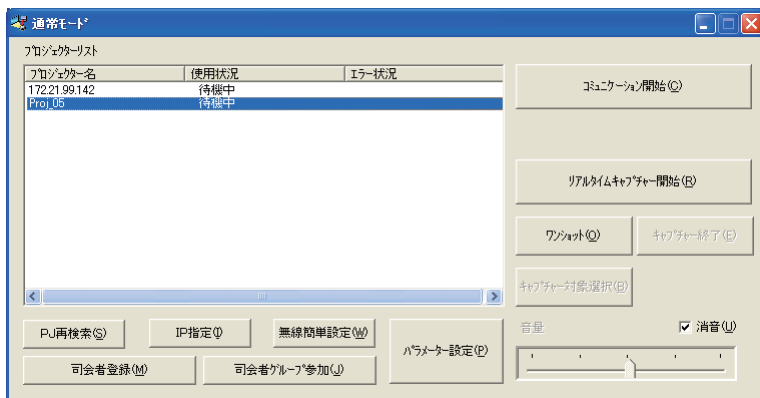 通常モード
プロジェクターリスト
プロジェクター名 使用状況 エラー状況
172.21.99.142 待機中
Proj_05 待機中
コミュニケーション開始(C)
リアルタイムキャプチャー開始(R)
ワンショット(O) キャプチャー終了(E)
キャプチャー対象選択(B)
PJ再検索(S) IP指定(I) 無線簡単設定(W)
パラメーター設定(P)
司会者登録(M) 司会者グループ参加(J)
音量 消音(U)